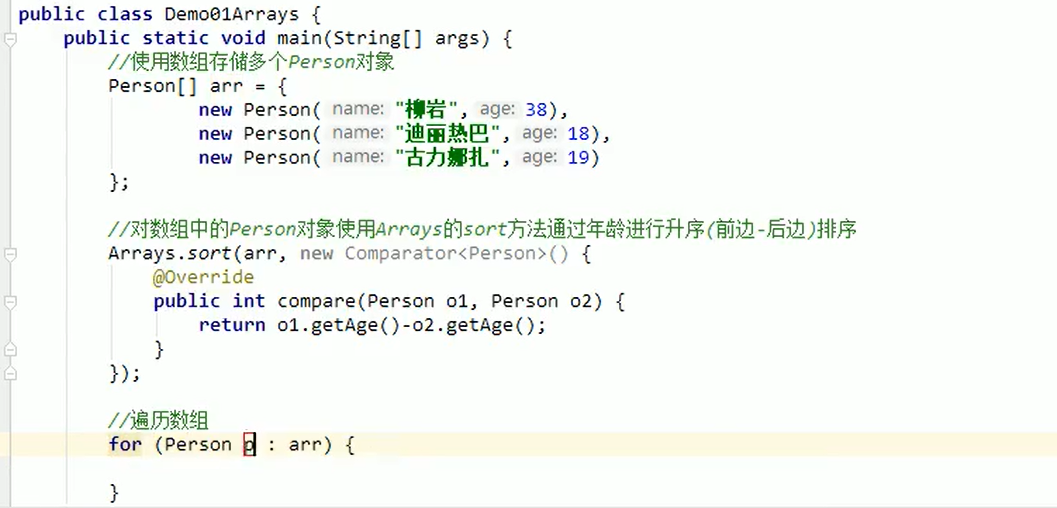 public class Demo01Arrays {
public static void main(String[] args) {
//使用数组存储多个Person对象
Person[] arr = {
new Person( name: "柳岩", age: 38),
new Person( name: "迪丽热巴", age: 18),
new Person( name: "古力娜扎", age: 19)
};
//对数组中的Person对象使用Arrays的sort方法通过年龄进行升序(前边-后边)排序
Arrays.sort(arr, new Comparator<Person>() {
@Override
public int compare(Person o1, Person o2) {
return o1.getAge()-o2.getAge();
}
});
//遍历数组
for (Person p : arr) {
}